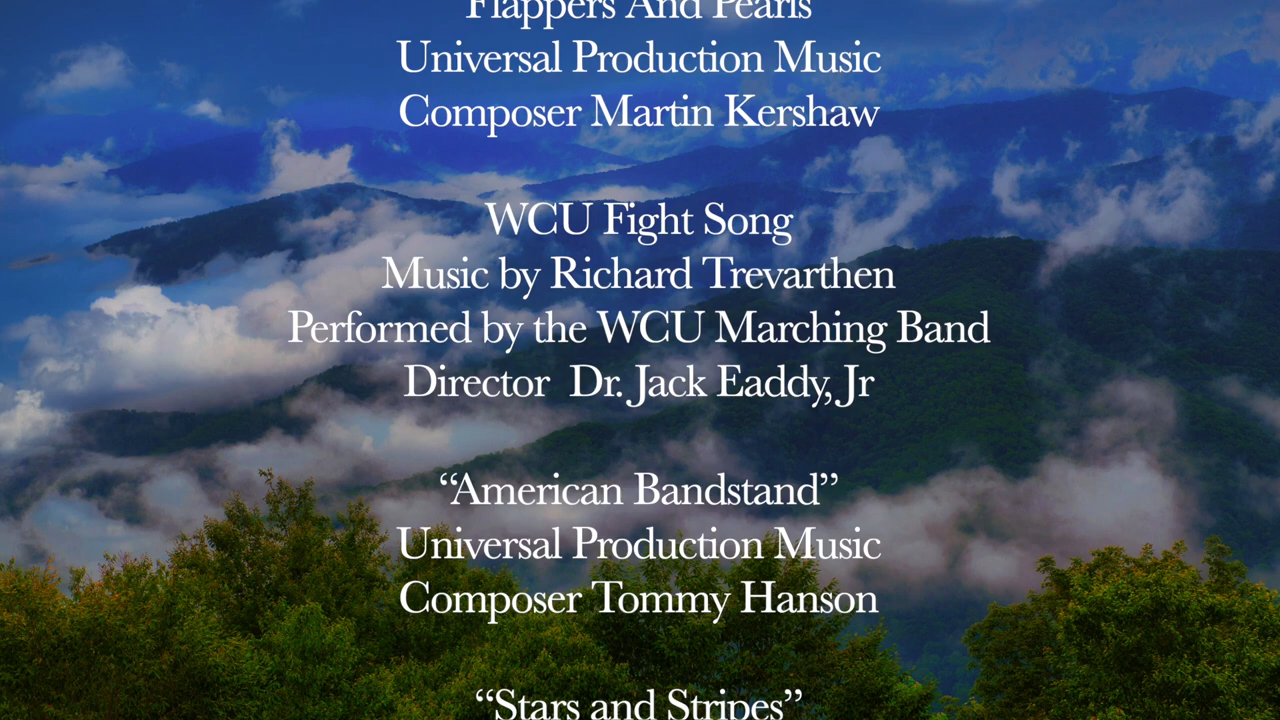 Flappers And Pearls
Universal Production Music
Composer Martin Kershaw
WCU Fight Song
Music by Richard Trevarthen
Performed by the WCU Marching Band
Director  Dr. Jack Eaddy, Jr
“American Bandstand”
Universal Production Music
Composer Tommy Hanson
“Stars and Stripes”